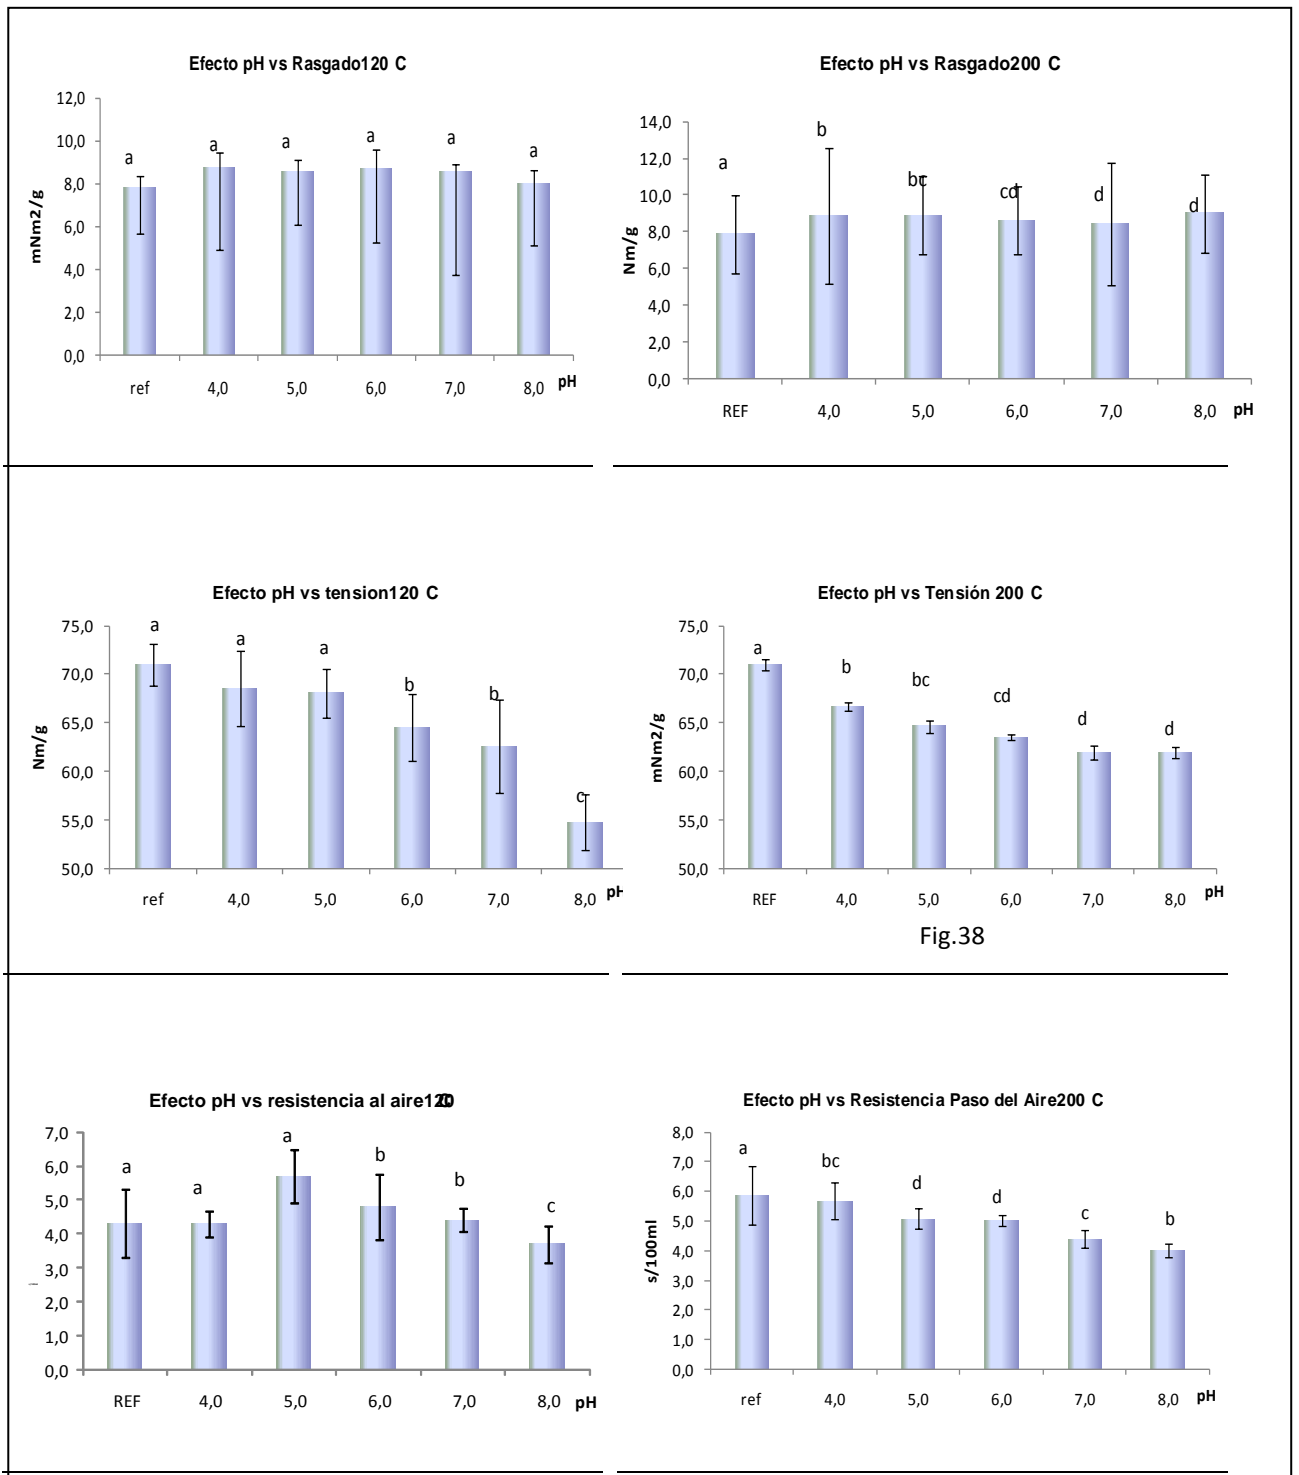 Efecto pH vs Rasgado120 C
12,0
10,0
8,0
6,0
4,0
2,0
0,0
mNm2/g
a a a a a a
ref 4,0 5,0 6,0 7,0 8,0 pH
Efecto pH vs Rasgado200 C
14,0
12,0
10,0
8,0
6,0
4,0
2,0
0,0
Nm/g
a b bc cd d d
REF 4,0 5,0 6,0 7,0 8,0 pH
Efecto pH vs tension120 C
75,0
70,0
65,0
60,0
55,0
50,0
Nm/g
a a a b b c
ref 4,0 5,0 6,0 7,0 8,0 pH
Efecto pH vs Tensión 200 C
75,0
70,0
65,0
60,0
55,0
50,0
mNm2/g
a b bc cd d d
REF 4,0 5,0 6,0 7,0 8,0 pH
Fig.38
Efecto pH vs resistencia al aire120 C
7,0
6,0
5,0
4,0
3,0
2,0
1,0
0,0
a a a b b c
REF 4,0 5,0 6,0 7,0 8,0 pH
Efecto pH vs Resistencia Paso del Aire200 C
8,0
7,0
6,0
5,0
4,0
3,0
2,0
1,0
0,0
s/100ml
a bc d d c b
ref 4,0 5,0 6,0 7,0 8,0 pH